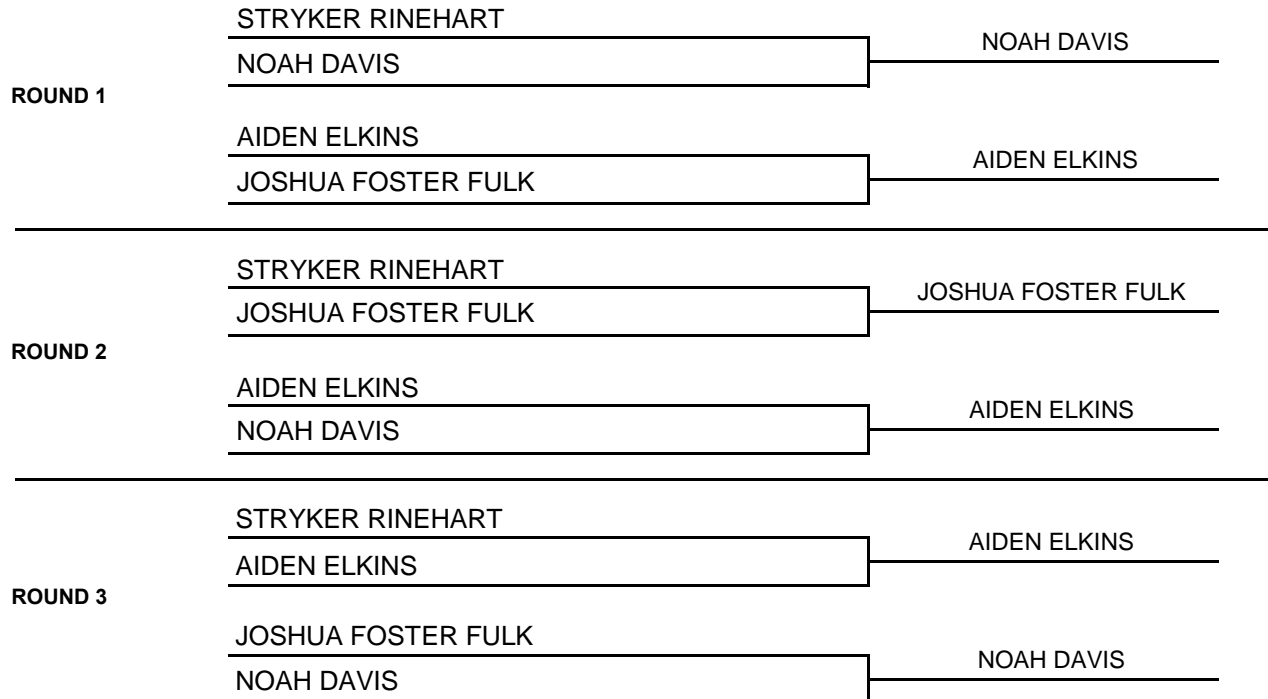 STRYKER RINEHART
NOAH DAVIS
NOAH DAVIS
ROUND 1
AIDEN ELKINS
AIDEN ELKINS
JOSHUA FOSTER FULK
STRYKER RINEHART
JOSHUA FOSTER FULK
JOSHUA FOSTER FULK
ROUND 2
AIDEN ELKINS
AIDEN ELKINS
NOAH DAVIS
STRYKER RINEHART
AIDEN ELKINS
AIDEN ELKINS
ROUND 3
JOSHUA FOSTER FULK
NOAH DAVIS
NOAH DAVIS